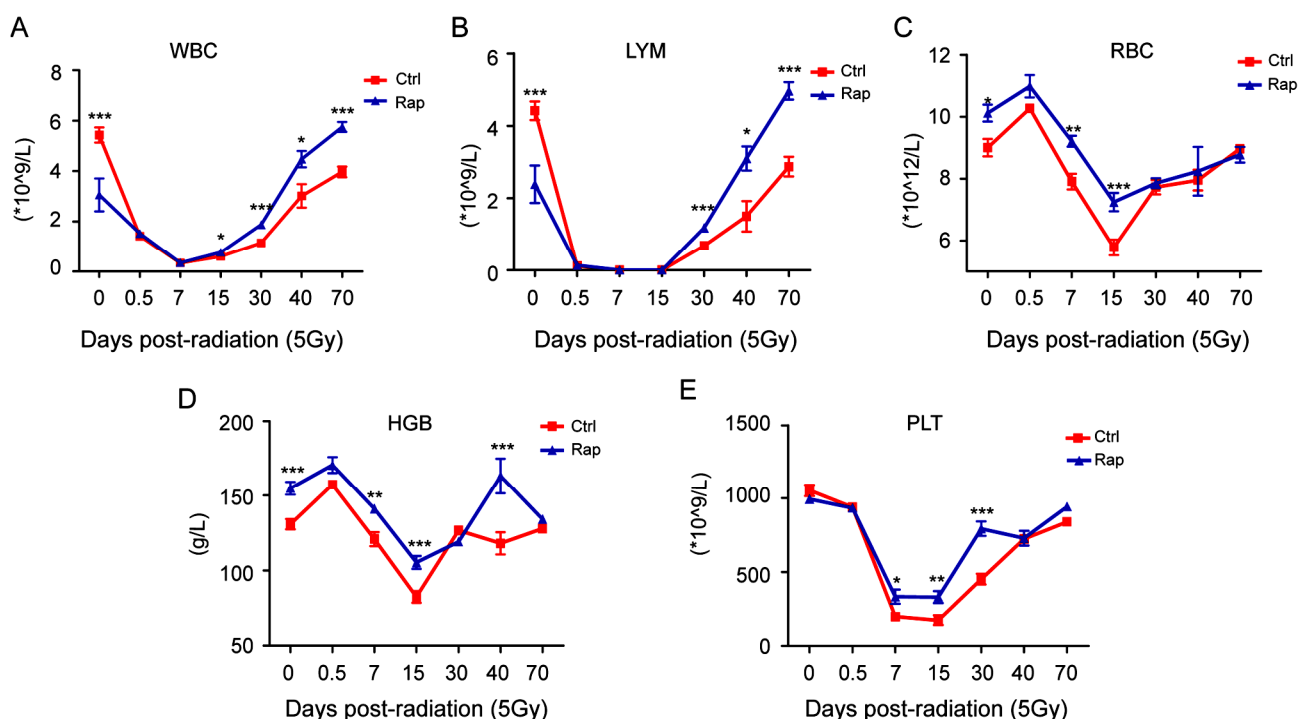 A
WBC
Ctrl
Rap
(*10^9/L)
8
6
4
2
0
***
*
***
*
***
0 0.5 7 15 30 40 70
Days post-radiation (5Gy)
B
LYM
Ctrl
Rap
(*10^9/L)
6
4
2
0
***
***
*
***
0 0.5 7 15 30 40 70
Days post-radiation (5Gy)
C
RBC
Ctrl
Rap
(*10^12/L)
12
10
8
6
*
**
***
0 0.5 7 15 30 40 70
Days post-radiation (5Gy)
D
HGB
Ctrl
Rap
(g/L)
200
150
100
50
***
**
***
***
0 0.5 7 15 30 40 70
Days post-radiation (5Gy)
E
PLT
Ctrl
Rap
(*10^9/L)
1500
1000
500
0
*
**
***
0 0.5 7 15 30 40 70
Days post-radiation (5Gy)